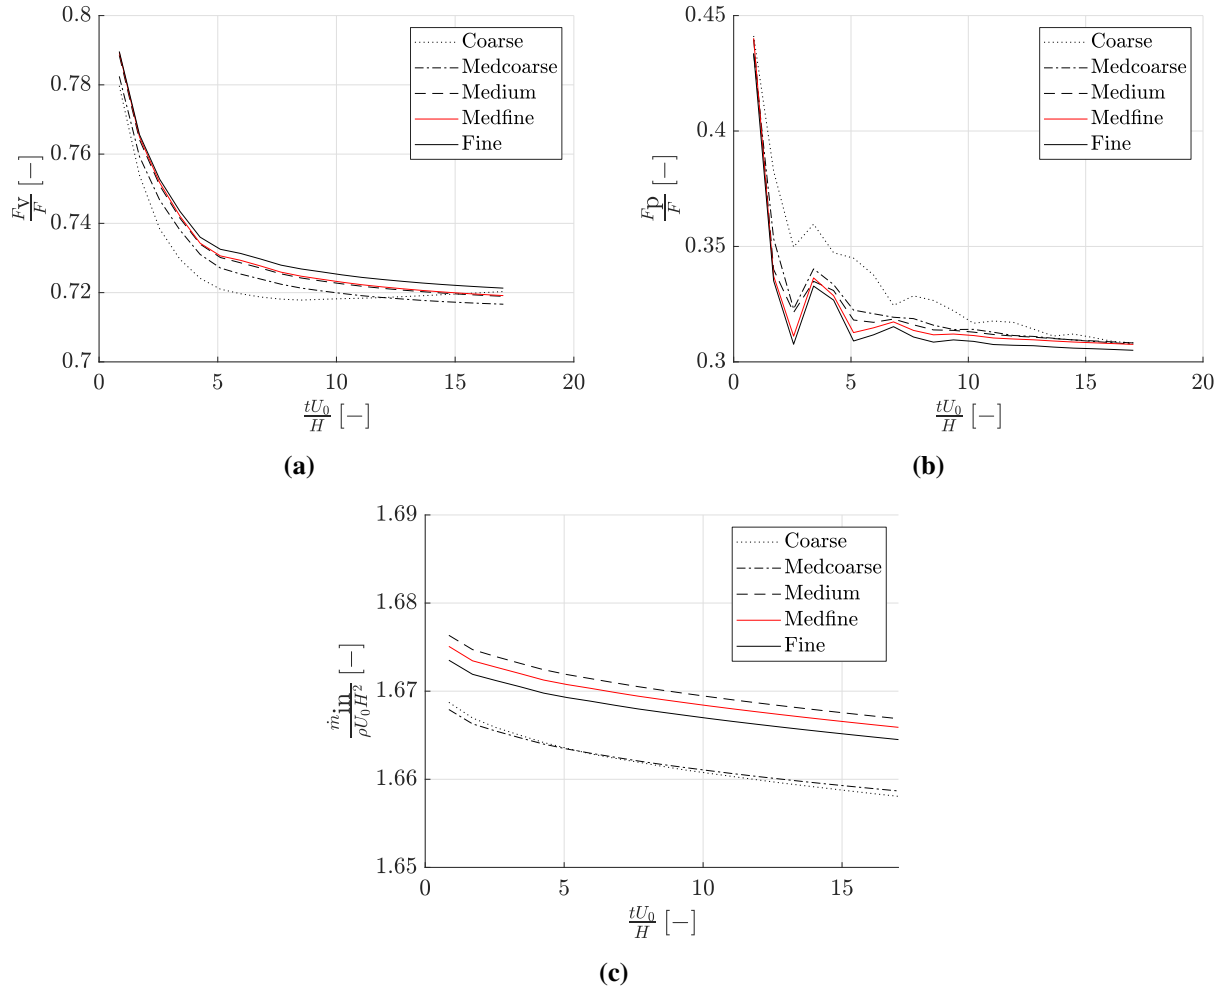 0.8
0.78
0.76
0.74
0.72
0.7
0 5 10 15 20
Fv/F [−]
tU0/H [−]
Coarse
Medcoarse
Medium
Medfine
Fine
(a)
0.45
0.4
0.35
0.3
0 5 10 15 20
Fp/F [−]
tU0/H [−]
Coarse
Medcoarse
Medium
Medfine
Fine
(b)
1.69
1.68
1.67
1.66
1.65
0 5 10 15
ṁin/ρU0H² [−]
tU0/H [−]
Coarse
Medcoarse
Medium
Medfine
Fine
(c)